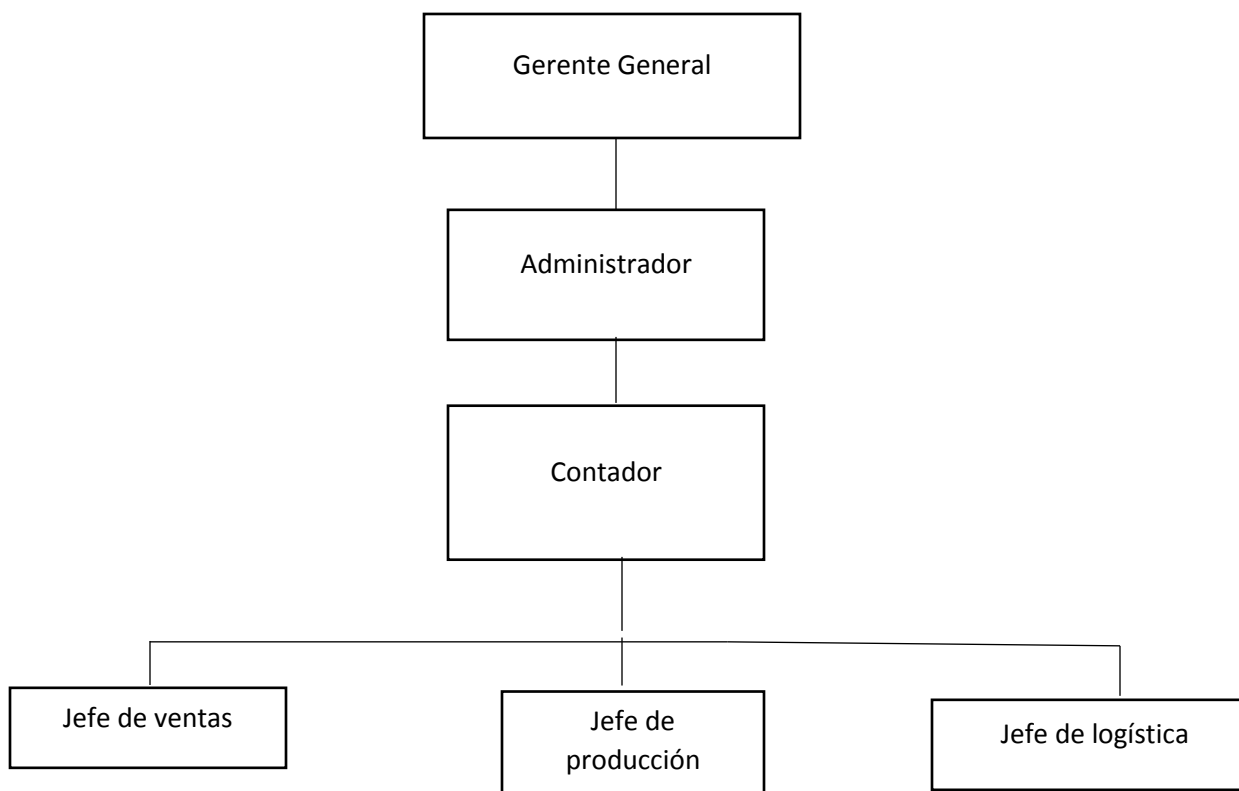 Gerente General
Administrador
Contador
Jefe de ventas
Jefe de
producción
Jefe de logística